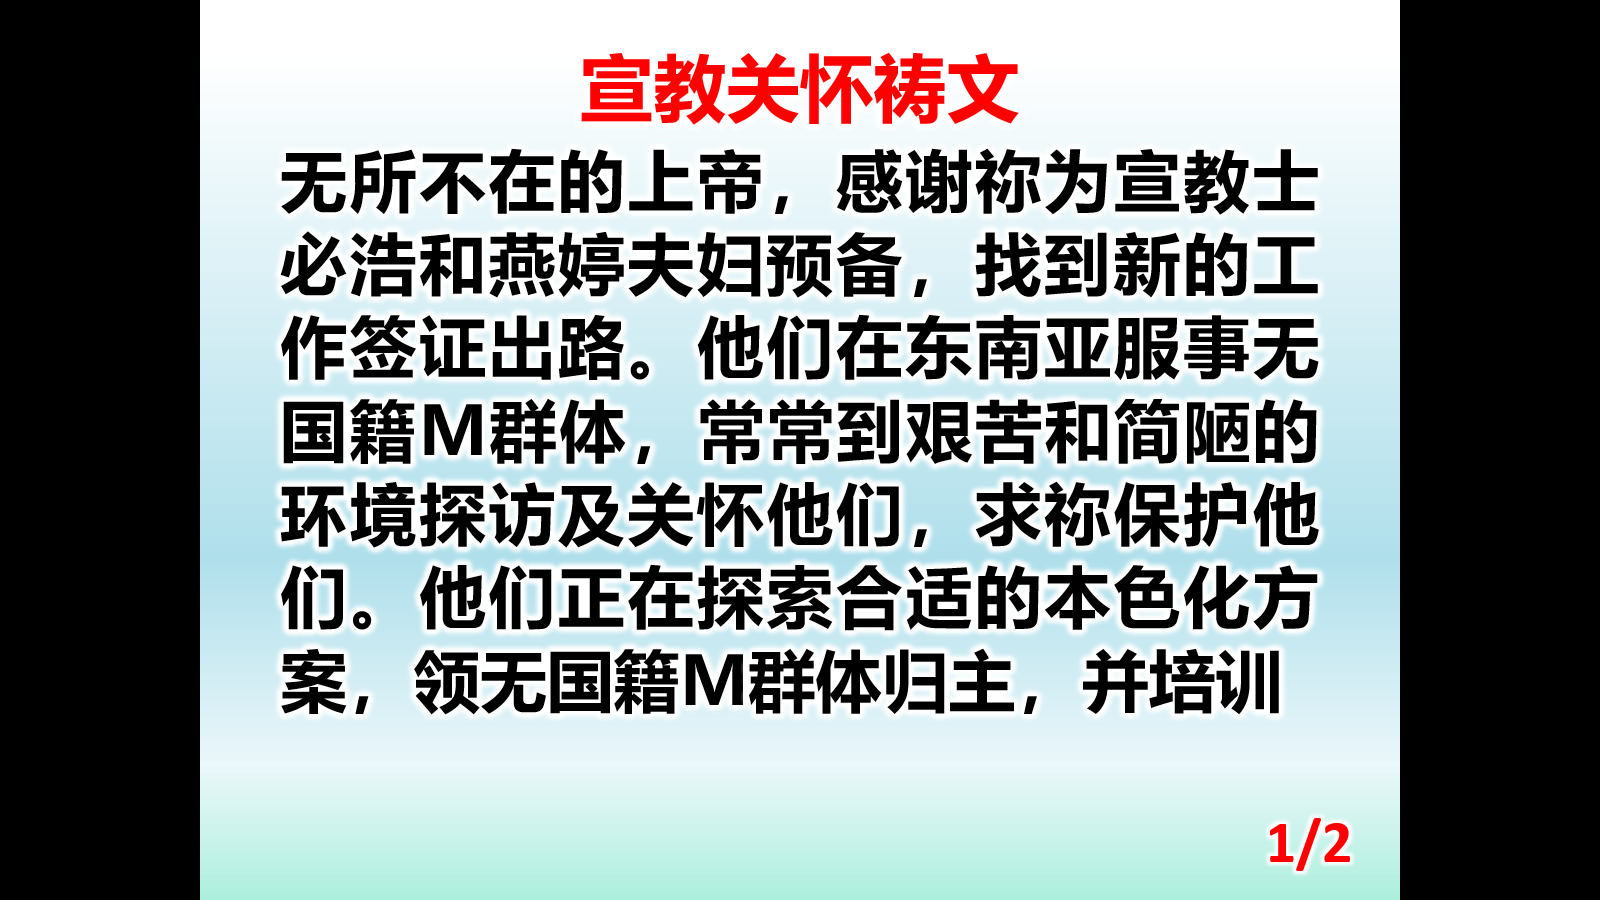 宣教关怀祷文
无所不在的上帝，感谢祢为宣教士
必浩和燕婷夫妇预备，找到新的工
作签证出路。他们在东南亚服事无
国籍M群体，常常到艰苦和简陋的
环境探访及关怀他们，求祢保护他
们。他们正在探索合适的本色化方
案，领无国籍M群体归主，并培训
1/2